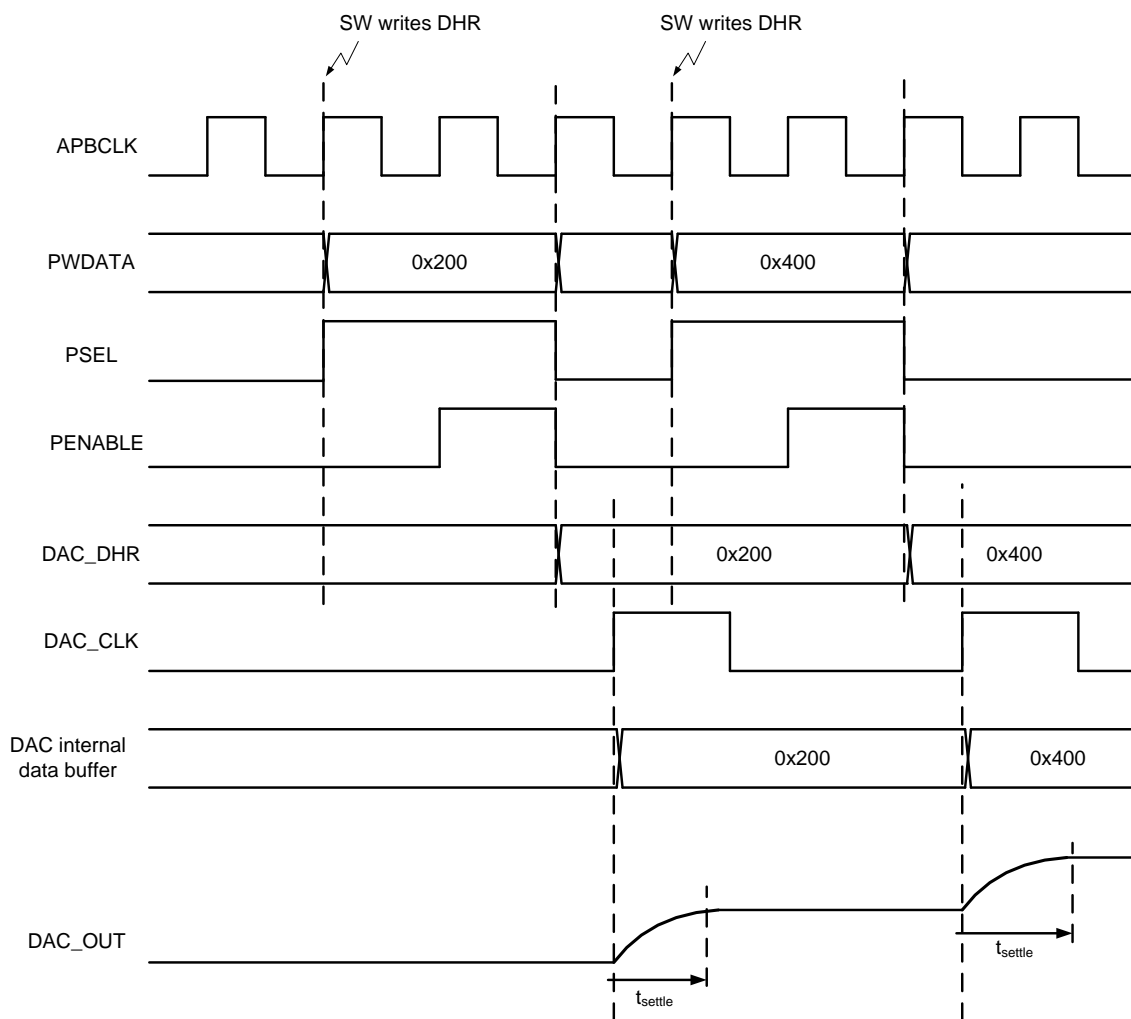 SW writes DHR
SW writes DHR
APBCLK
PWDATA
0x200
0x400
PSEL
PENABLE
DAC_DHR
0x200
0x400
DAC_CLK
DAC internal
data buffer
0x200
0x400
DAC_OUT
tsettle
tsettle